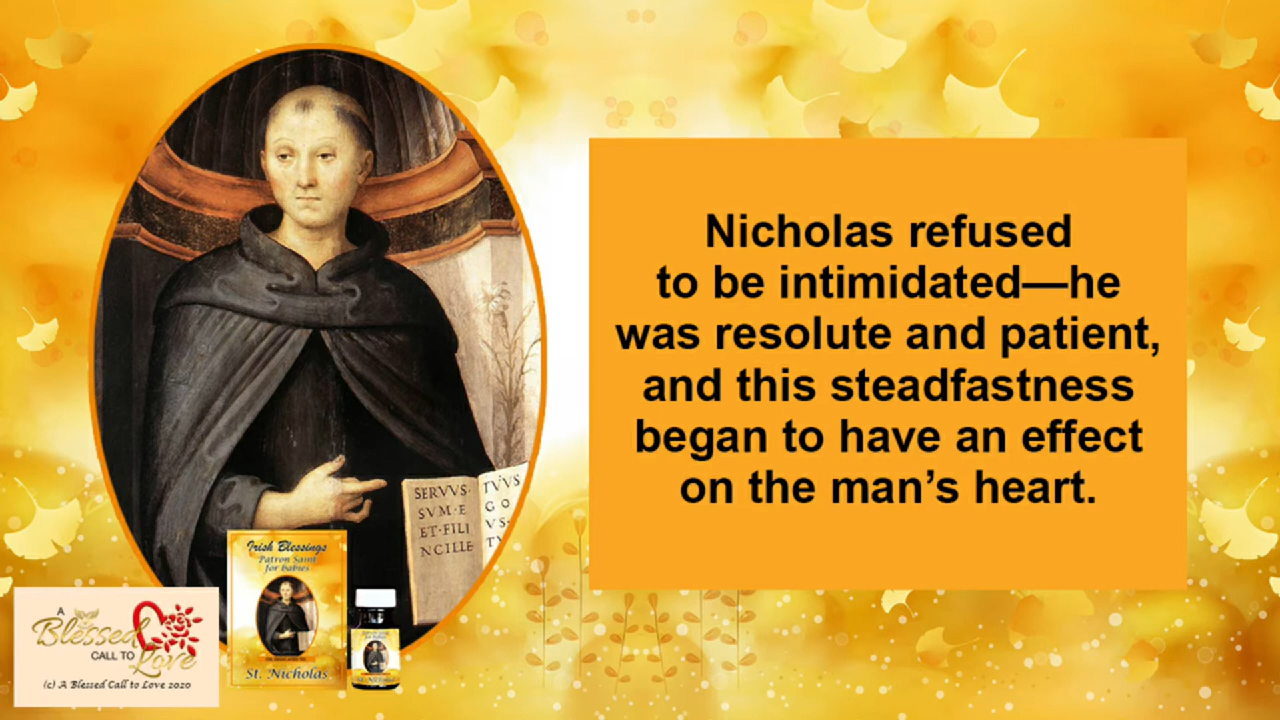 Nicholas refused
to be intimidated—he
was resolute and patient,
and this steadfastness
began to have an effect
on the man's heart.
SERVVS· TVVS
SVM·E GO
ET·FILI VS·
NCILLE TV
Irish Blessings
Patron Saint
for babies
St. Nicholas
A
Blessed
CALL TO
Love
(c) A Blessed Call to Love 2020